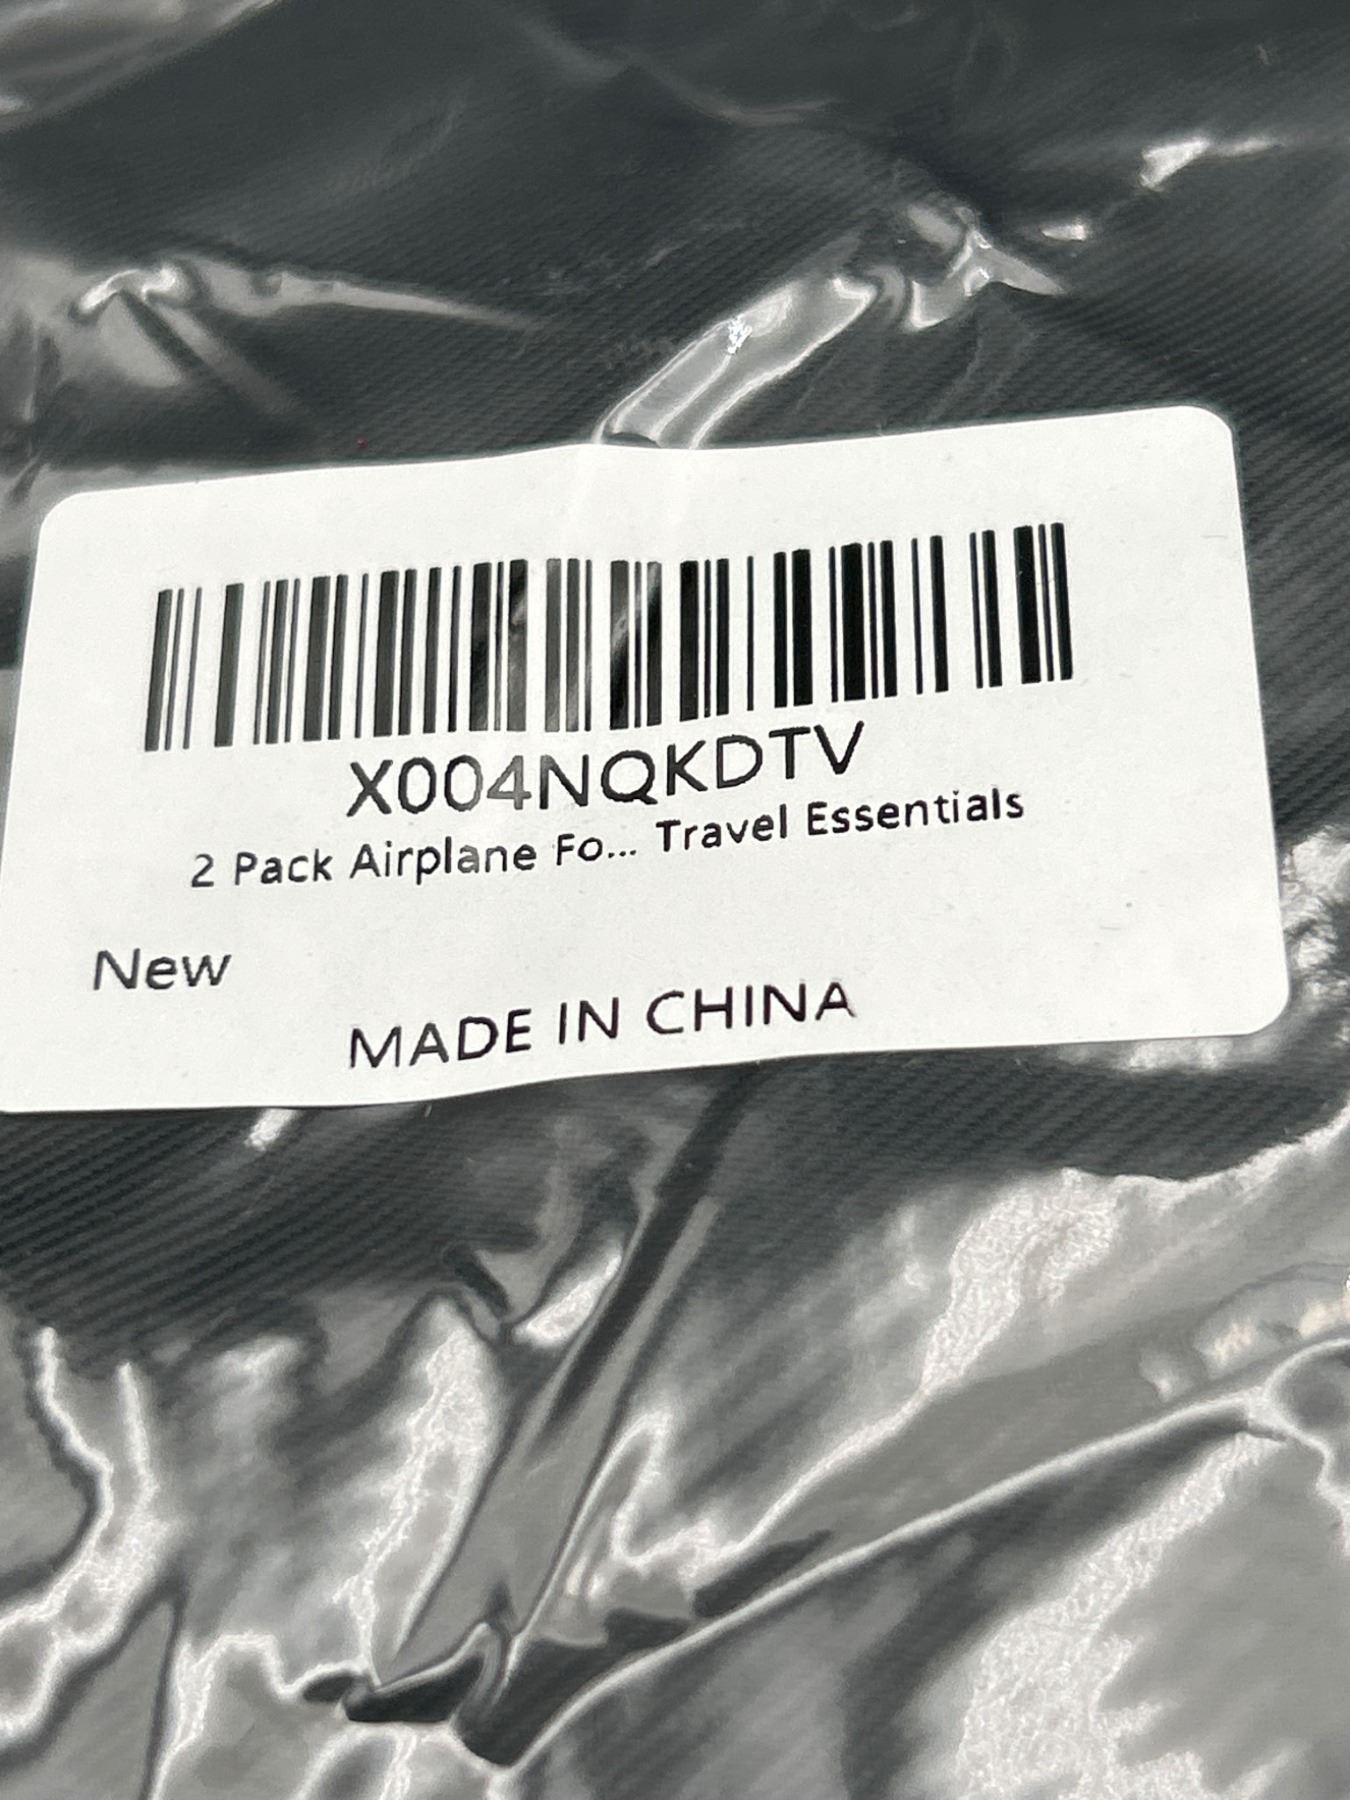 X004NQKDTV
2 Pack Airplane Fo... Travel Essentials
New
MADE IN CHINA